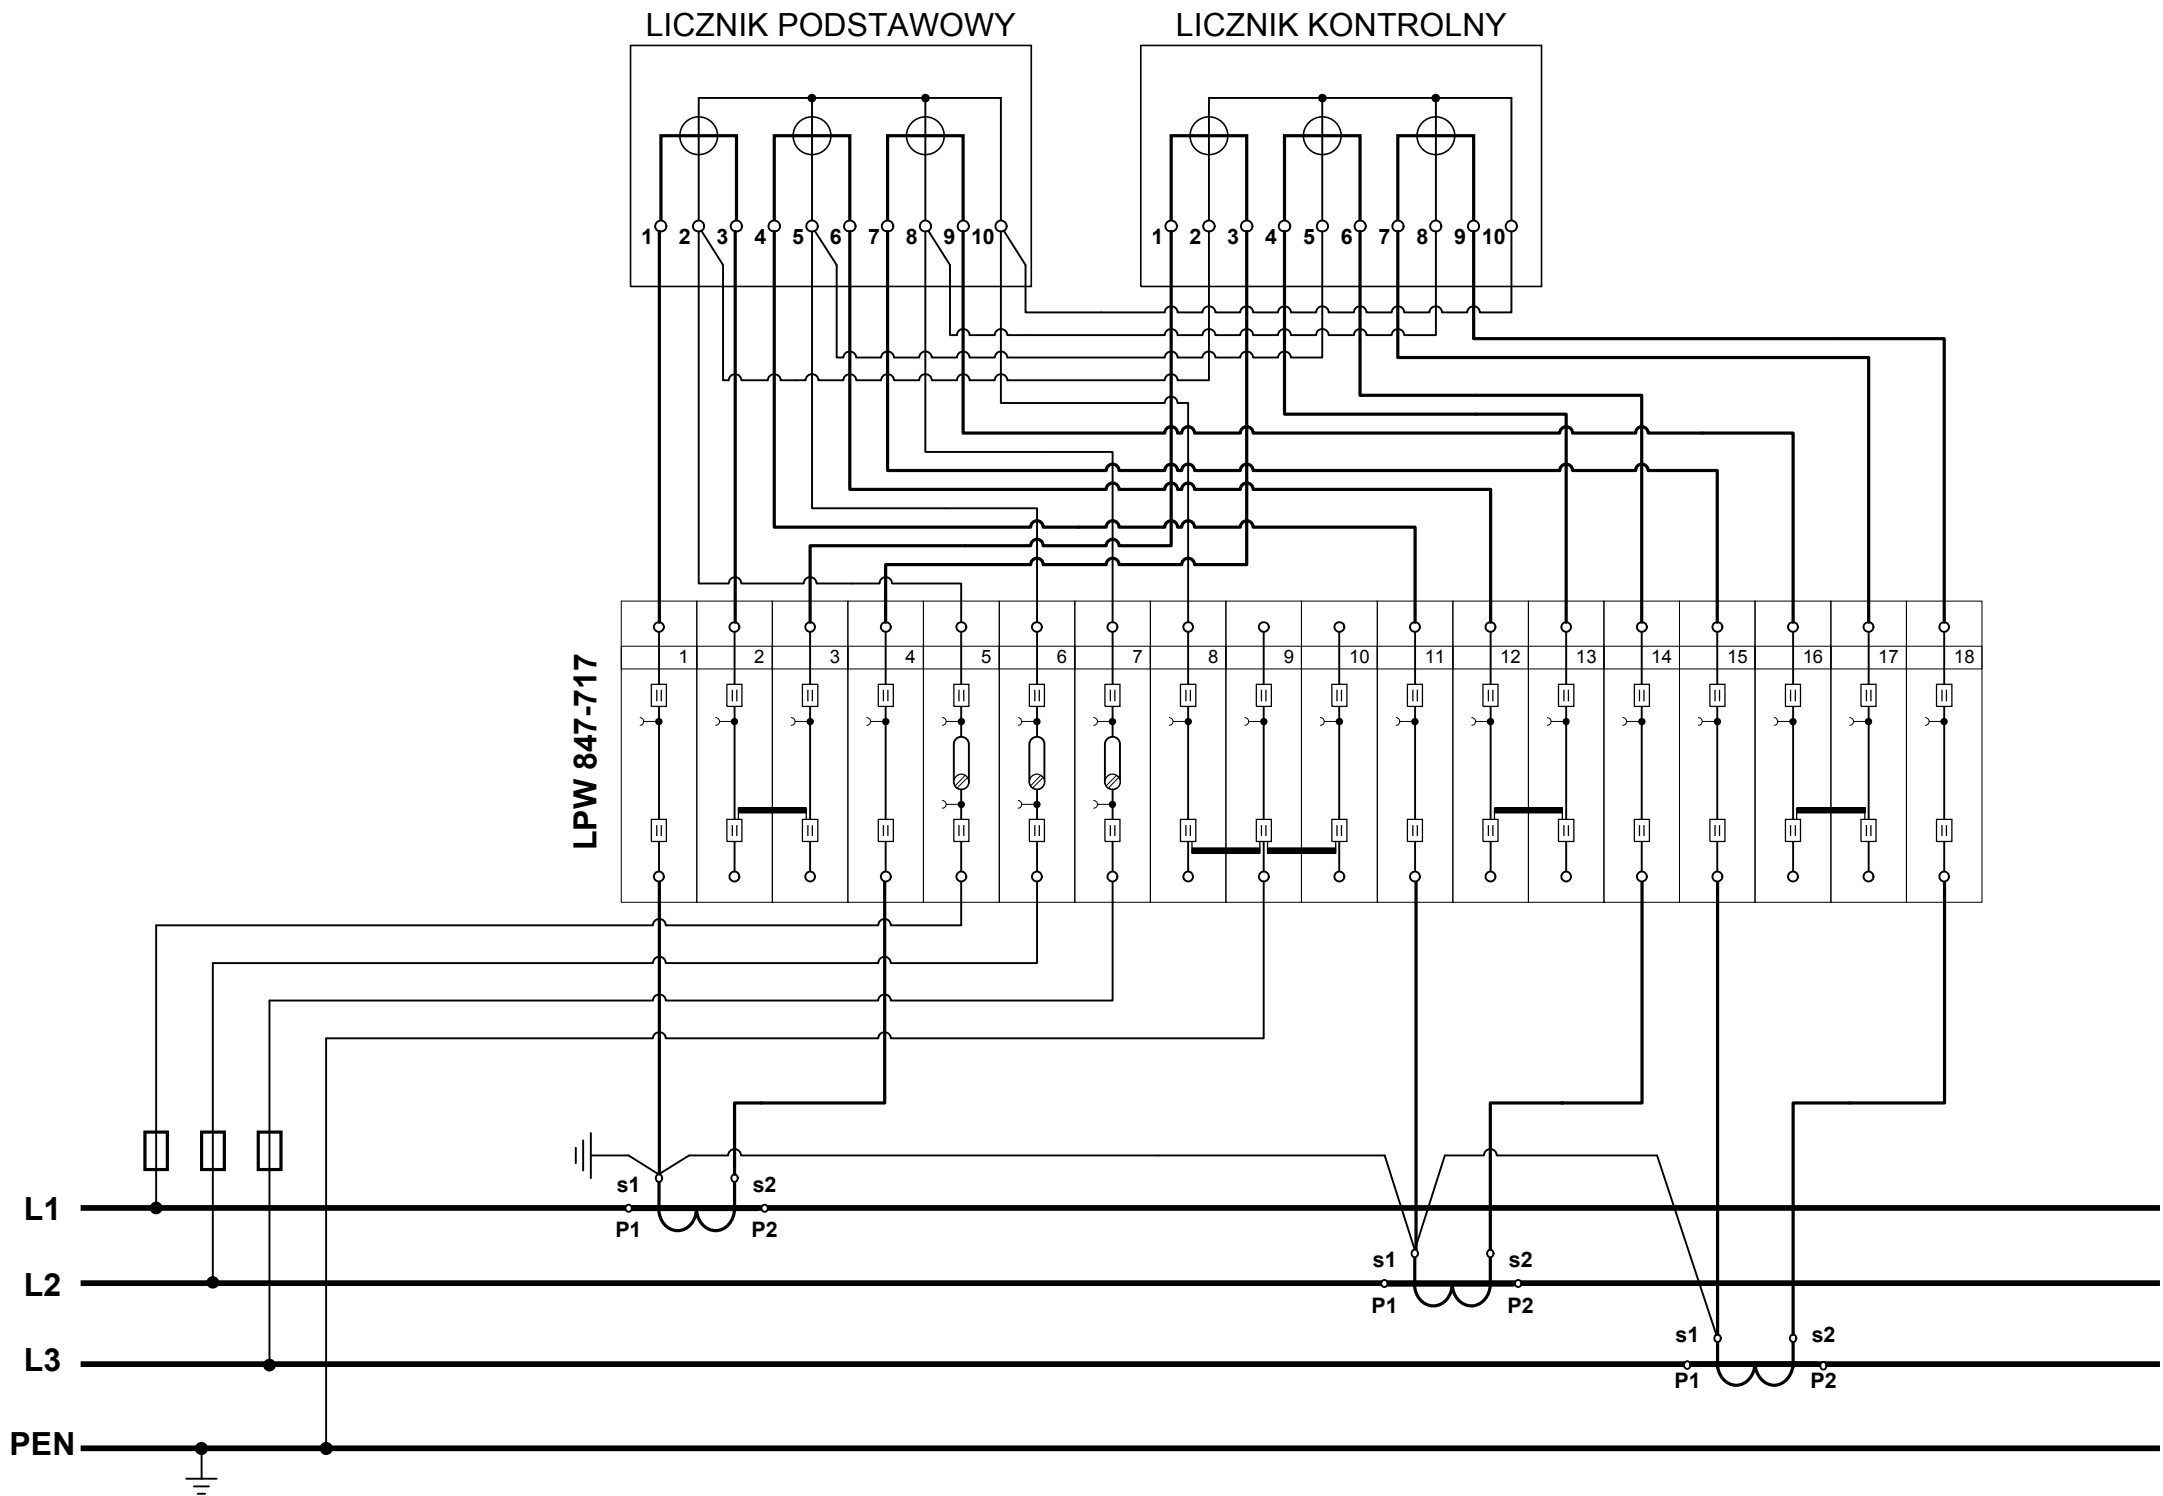 LICZNIK PODSTAWOWY LICZNIK KONTROLNY
1 2 3 4 5 6 7 8 9 10 1 2 3 4 5 6 7 8 9 10
LPW 847-717
1 2 3 4 5 6 7 8 9 10 11 12 13 14 15 16 17 18
s1 s2
L1
P1 P2
s1 s2
L2
P1 P2
s1 s2
L3
P1 P2
PEN